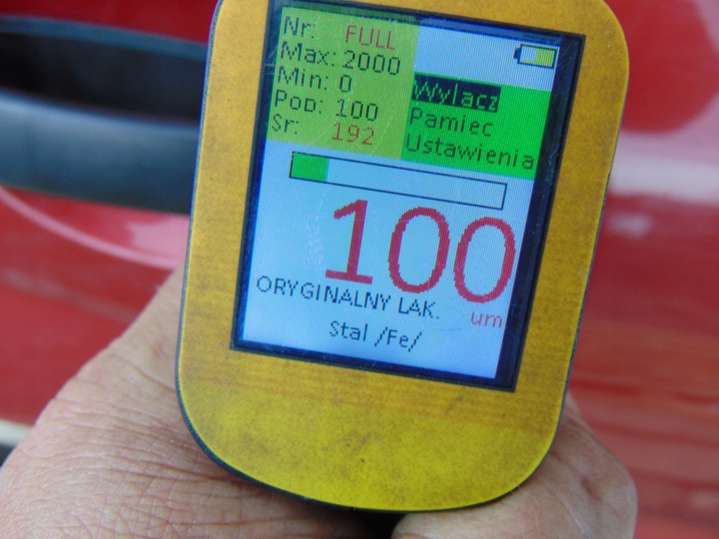 Nr: FULL
Max: 2000
Min: 0
Pop: 100
Sr: 192
Wylacz
Pamiec
Ustawienia
100
um
ORYGINALNY LAK.
Stal /Fe/